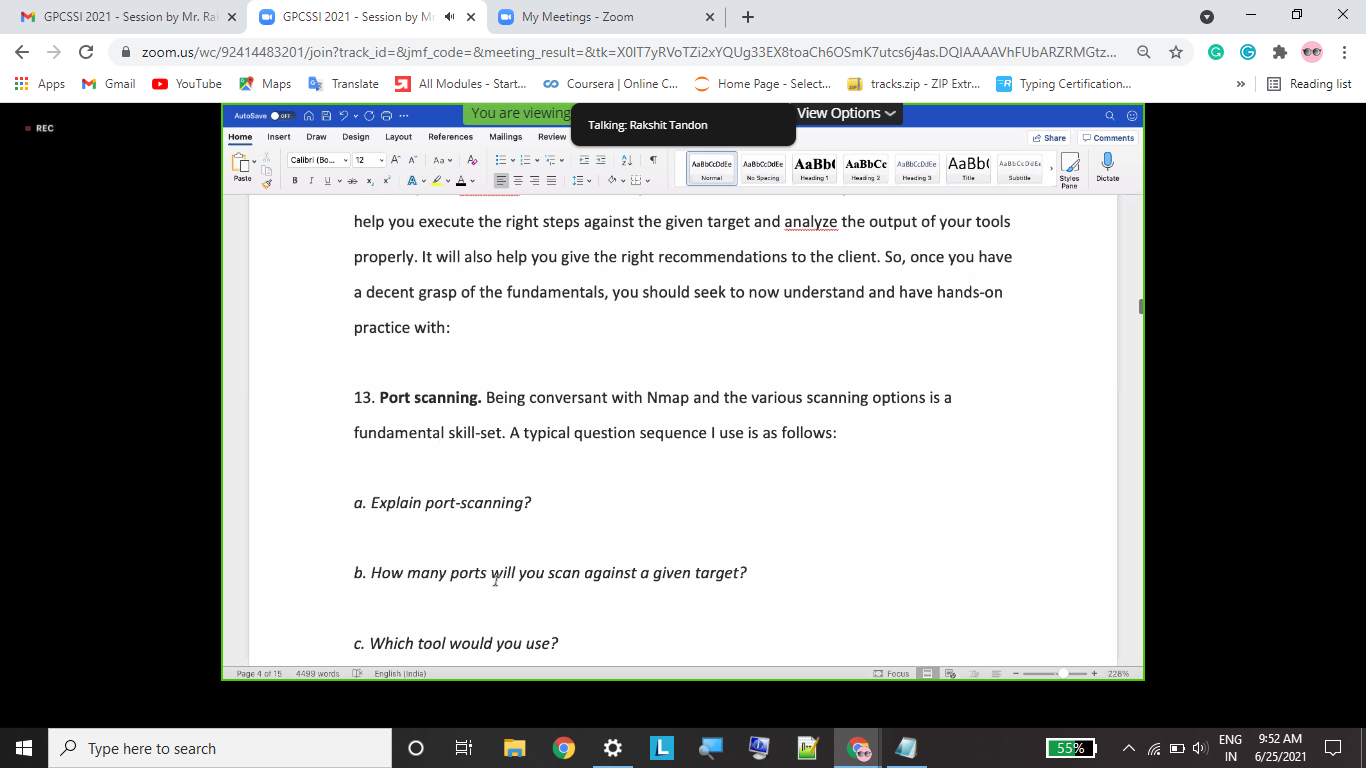 GPCSSI 2021 - Session by Mr. Ra
GPCSSI 2021 - Session by Mr
My Meetings - Zoom
zoom.us/wc/92414483201/join?track_id=&jmf_code=&meeting_result=&tk=X0IT7yRVoTZi2xYQUg33EX8toaCh6OSmK7utcs6j4as.DQIAAAAVhFUbARZRMGtz...
Apps
Gmail
YouTube
Maps
Translate
All Modules - Start...
Coursera | Online C...
Home Page - Select...
tracks.zip - ZIP Extr...
Typing Certification...
»
Reading list
REC
AutoSave OFF
You are viewing
Talking: Rakshit Tandon
View Options
Home Insert Draw Design Layout References Mailings Review
Share
Comments
Paste
Calibri (Bo...
12
AaBbCcDdEe
Normal
AaBbCcDdEe
No Spacing
AaBb(
Heading 1
AaBbCc
Heading 2
AaBbCcDdEe
Heading 3
AaBb(
Title
AaBbCcDdEe
Subtitle
Styles
Pane
Dictate
help you execute the right steps against the given target and analyze the output of your tools
properly. It will also help you give the right recommendations to the client. So, once you have
a decent grasp of the fundamentals, you should seek to now understand and have hands-on
practice with:
13. Port scanning. Being conversant with Nmap and the various scanning options is a
fundamental skill-set. A typical question sequence I use is as follows:
a. Explain port-scanning?
b. How many ports will you scan against a given target?
c. Which tool would you use?
Page 4 of 15
4499 words
English (India)
Focus
228%
Type here to search
55%
ENG
IN
9:52 AM
6/25/2021